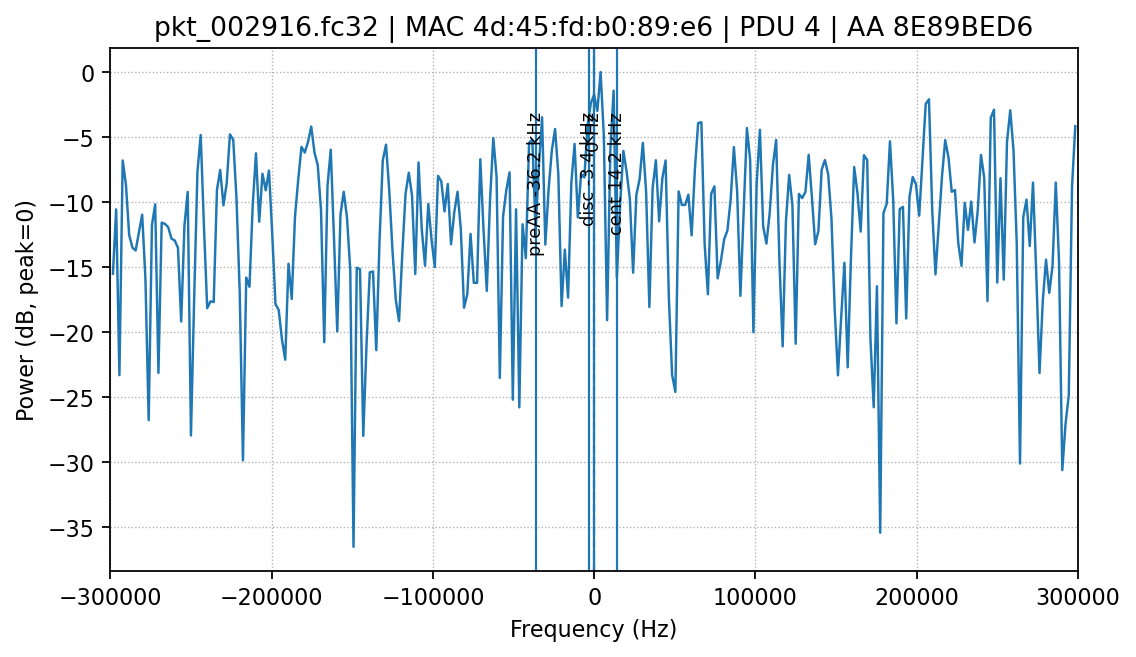 pkt_002916.fc32 | MAC 4d:45:fd:b0:89:e6 | PDU 4 | AA 8E89BED6
Power (dB, peak=0)
0
−5
−10
−15
−20
−25
−30
−35
preAA -36.2 kHz
disc -3.4 kHz
0 kHz
cent 14.2 kHz
−300000
−200000
−100000
0
100000
200000
300000
Frequency (Hz)